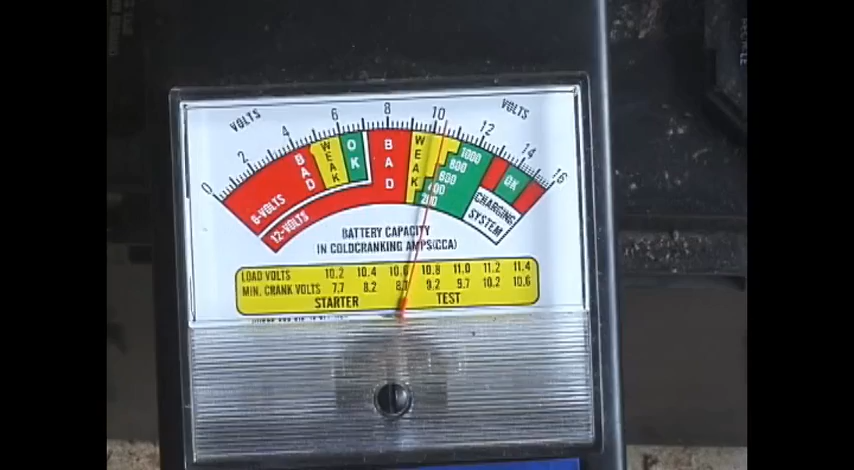 VOLTS
VOLTS
0 2 4 6 8 10 12 14 16
BAD
WEAK
OK
BAD
WEAK
1000
800
600
400
200
OK
6-VOLTS
12-VOLTS
CHARGING
SYSTEM
BATTERY CAPACITY
IN COLDCRANKING AMPS(CCA)
LOAD VOLTS 10.2 10.4 10.6 10.8 11.0 11.2 11.4
MIN. CRANK VOLTS 7.7 8.2 8.7 9.2 9.7 10.2 10.6
STARTER TEST